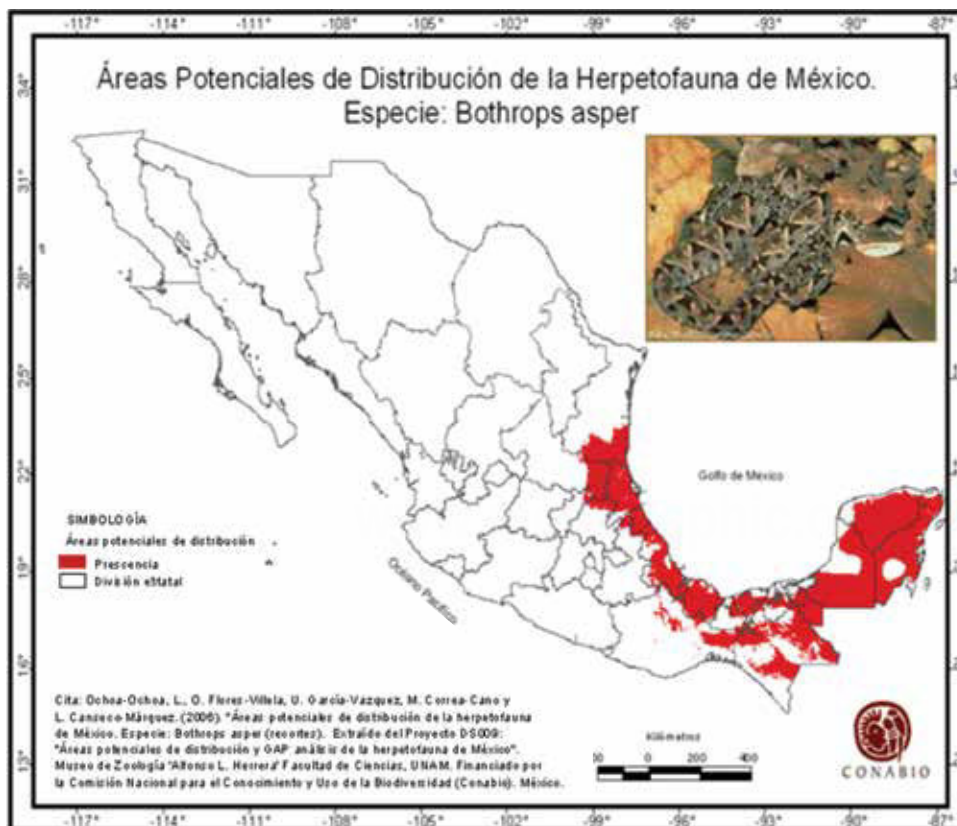 -117° -114° -111° -108° -105° -102° -99° -96° -93° -90° -87°
Áreas Potenciales de Distribución de la Herpetofauna de México.
Especie: Bothrops asper
34°
31°
28°
25°
22°
19°
16°
13°
Golfo de México
Océano Pacífico
SIMBOLOGÍA
Áreas potenciales de distribución
Prescencia
División eStatal
Cita: Ochoa-Ochoa, L., O. Flores-Villela, U. García-Vazquez, M. Correa-Cano y
L. Canseco-Márquez. (2006). "Áreas potenciales de distribución de la herpetofauna
de México. Especie: Bothrops asper (recortez). Extraído del Proyecto DS009:
"Áreas potenciales de distribución y GAP análisis de la herpetofauna de México".
Museo de Zoología "Alfonso L. Herrera" Facultad de Ciencias, UNAM. Financiado por
la Comisión Nacional para el Conocimiento y Uso de la Biodiversidad (Conabio). México.
Kilómetros
0 200 400
CONABIO
-117° -114° -111° -108° -105° -102° -99° -96° -93° -90° -87°